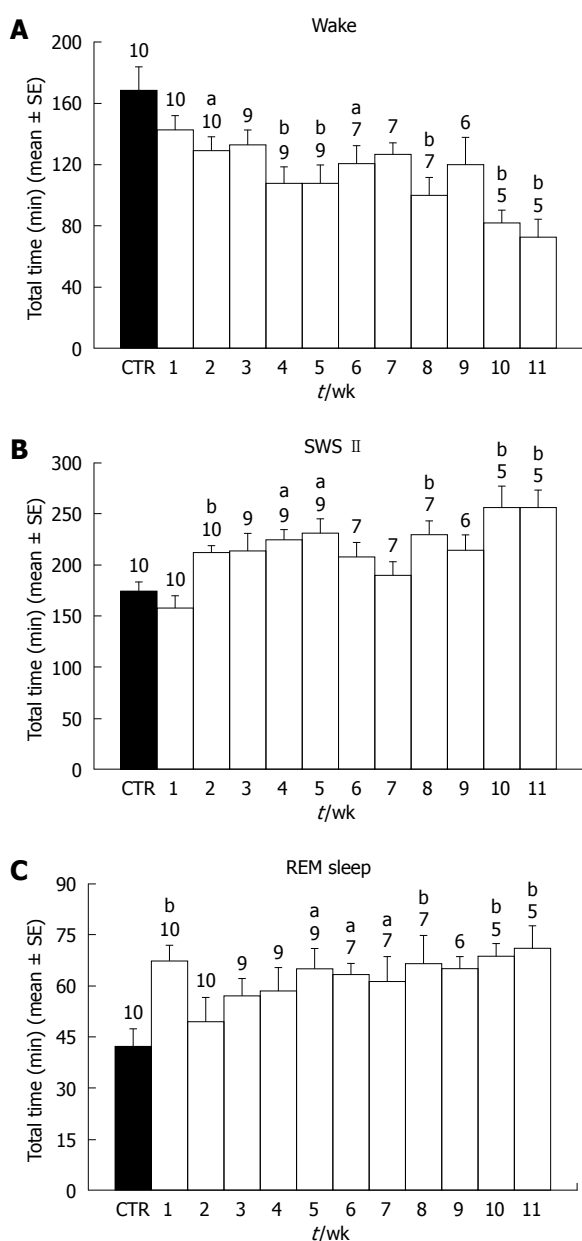 A
Wake
Total time (min) (mean ± SE)
200
160
120
80
40
0
10
10
a
10
9
b
9
b
9
a
7
7
b
7
6
b
5
b
5
CTR 1 2 3 4 5 6 7 8 9 10 11
t/wk
B
SWS Ⅱ
Total time (min) (mean ± SE)
300
250
200
150
100
50
0
10
10
b
10
9
a
9
a
9
7
7
b
7
6
b
5
b
5
CTR 1 2 3 4 5 6 7 8 9 10 11
t/wk
C
REM sleep
Total time (min) (mean ± SE)
90
75
60
45
30
15
0
10
b
10
10
9
9
a
9
a
7
a
7
b
7
6
b
5
b
5
CTR 1 2 3 4 5 6 7 8 9 10 11
t/wk